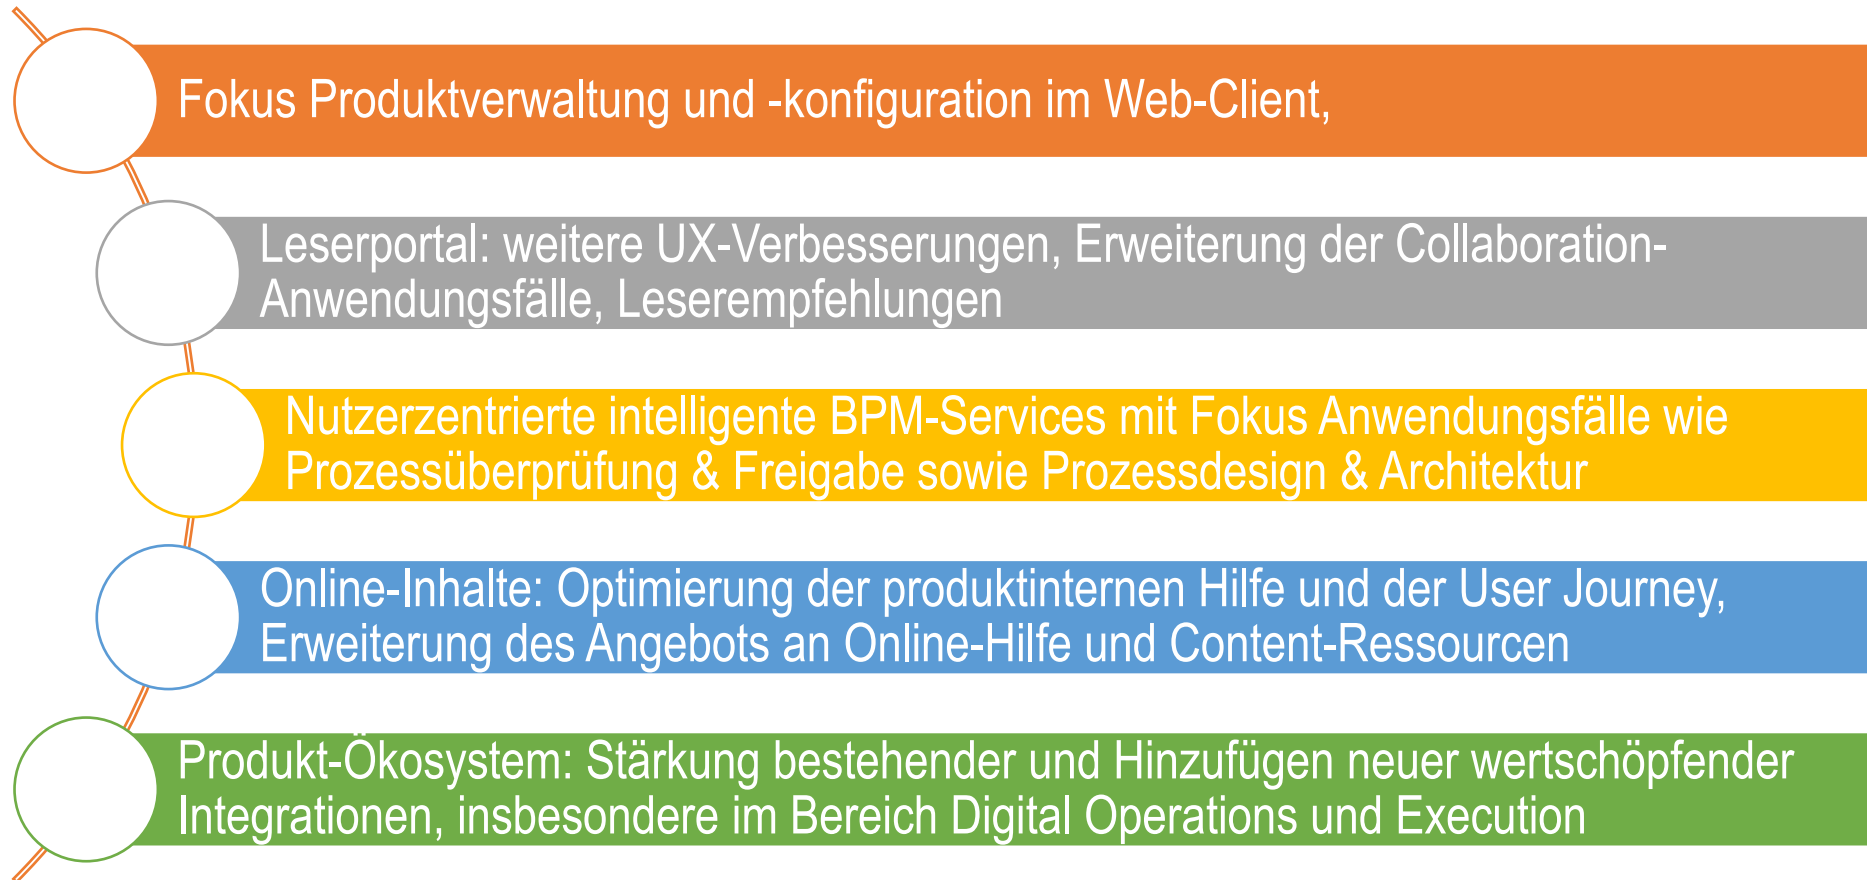 Fokus Produktverwaltung und -konfiguration im Web-Client,
Leserportal: weitere UX-Verbesserungen, Erweiterung der Collaboration-
Anwendungsfälle, Leserempfehlungen
Nutzerzentrierte intelligente BPM-Services mit Fokus Anwendungsfälle wie
Prozessüberprüfung & Freigabe sowie Prozessdesign & Architektur
Online-Inhalte: Optimierung der produktinternen Hilfe und der User Journey,
Erweiterung des Angebots an Online-Hilfe und Content-Ressourcen
Produkt-Ökosystem: Stärkung bestehender und Hinzufügen neuer wertschöpfender
Integrationen, insbesondere im Bereich Digital Operations und Execution